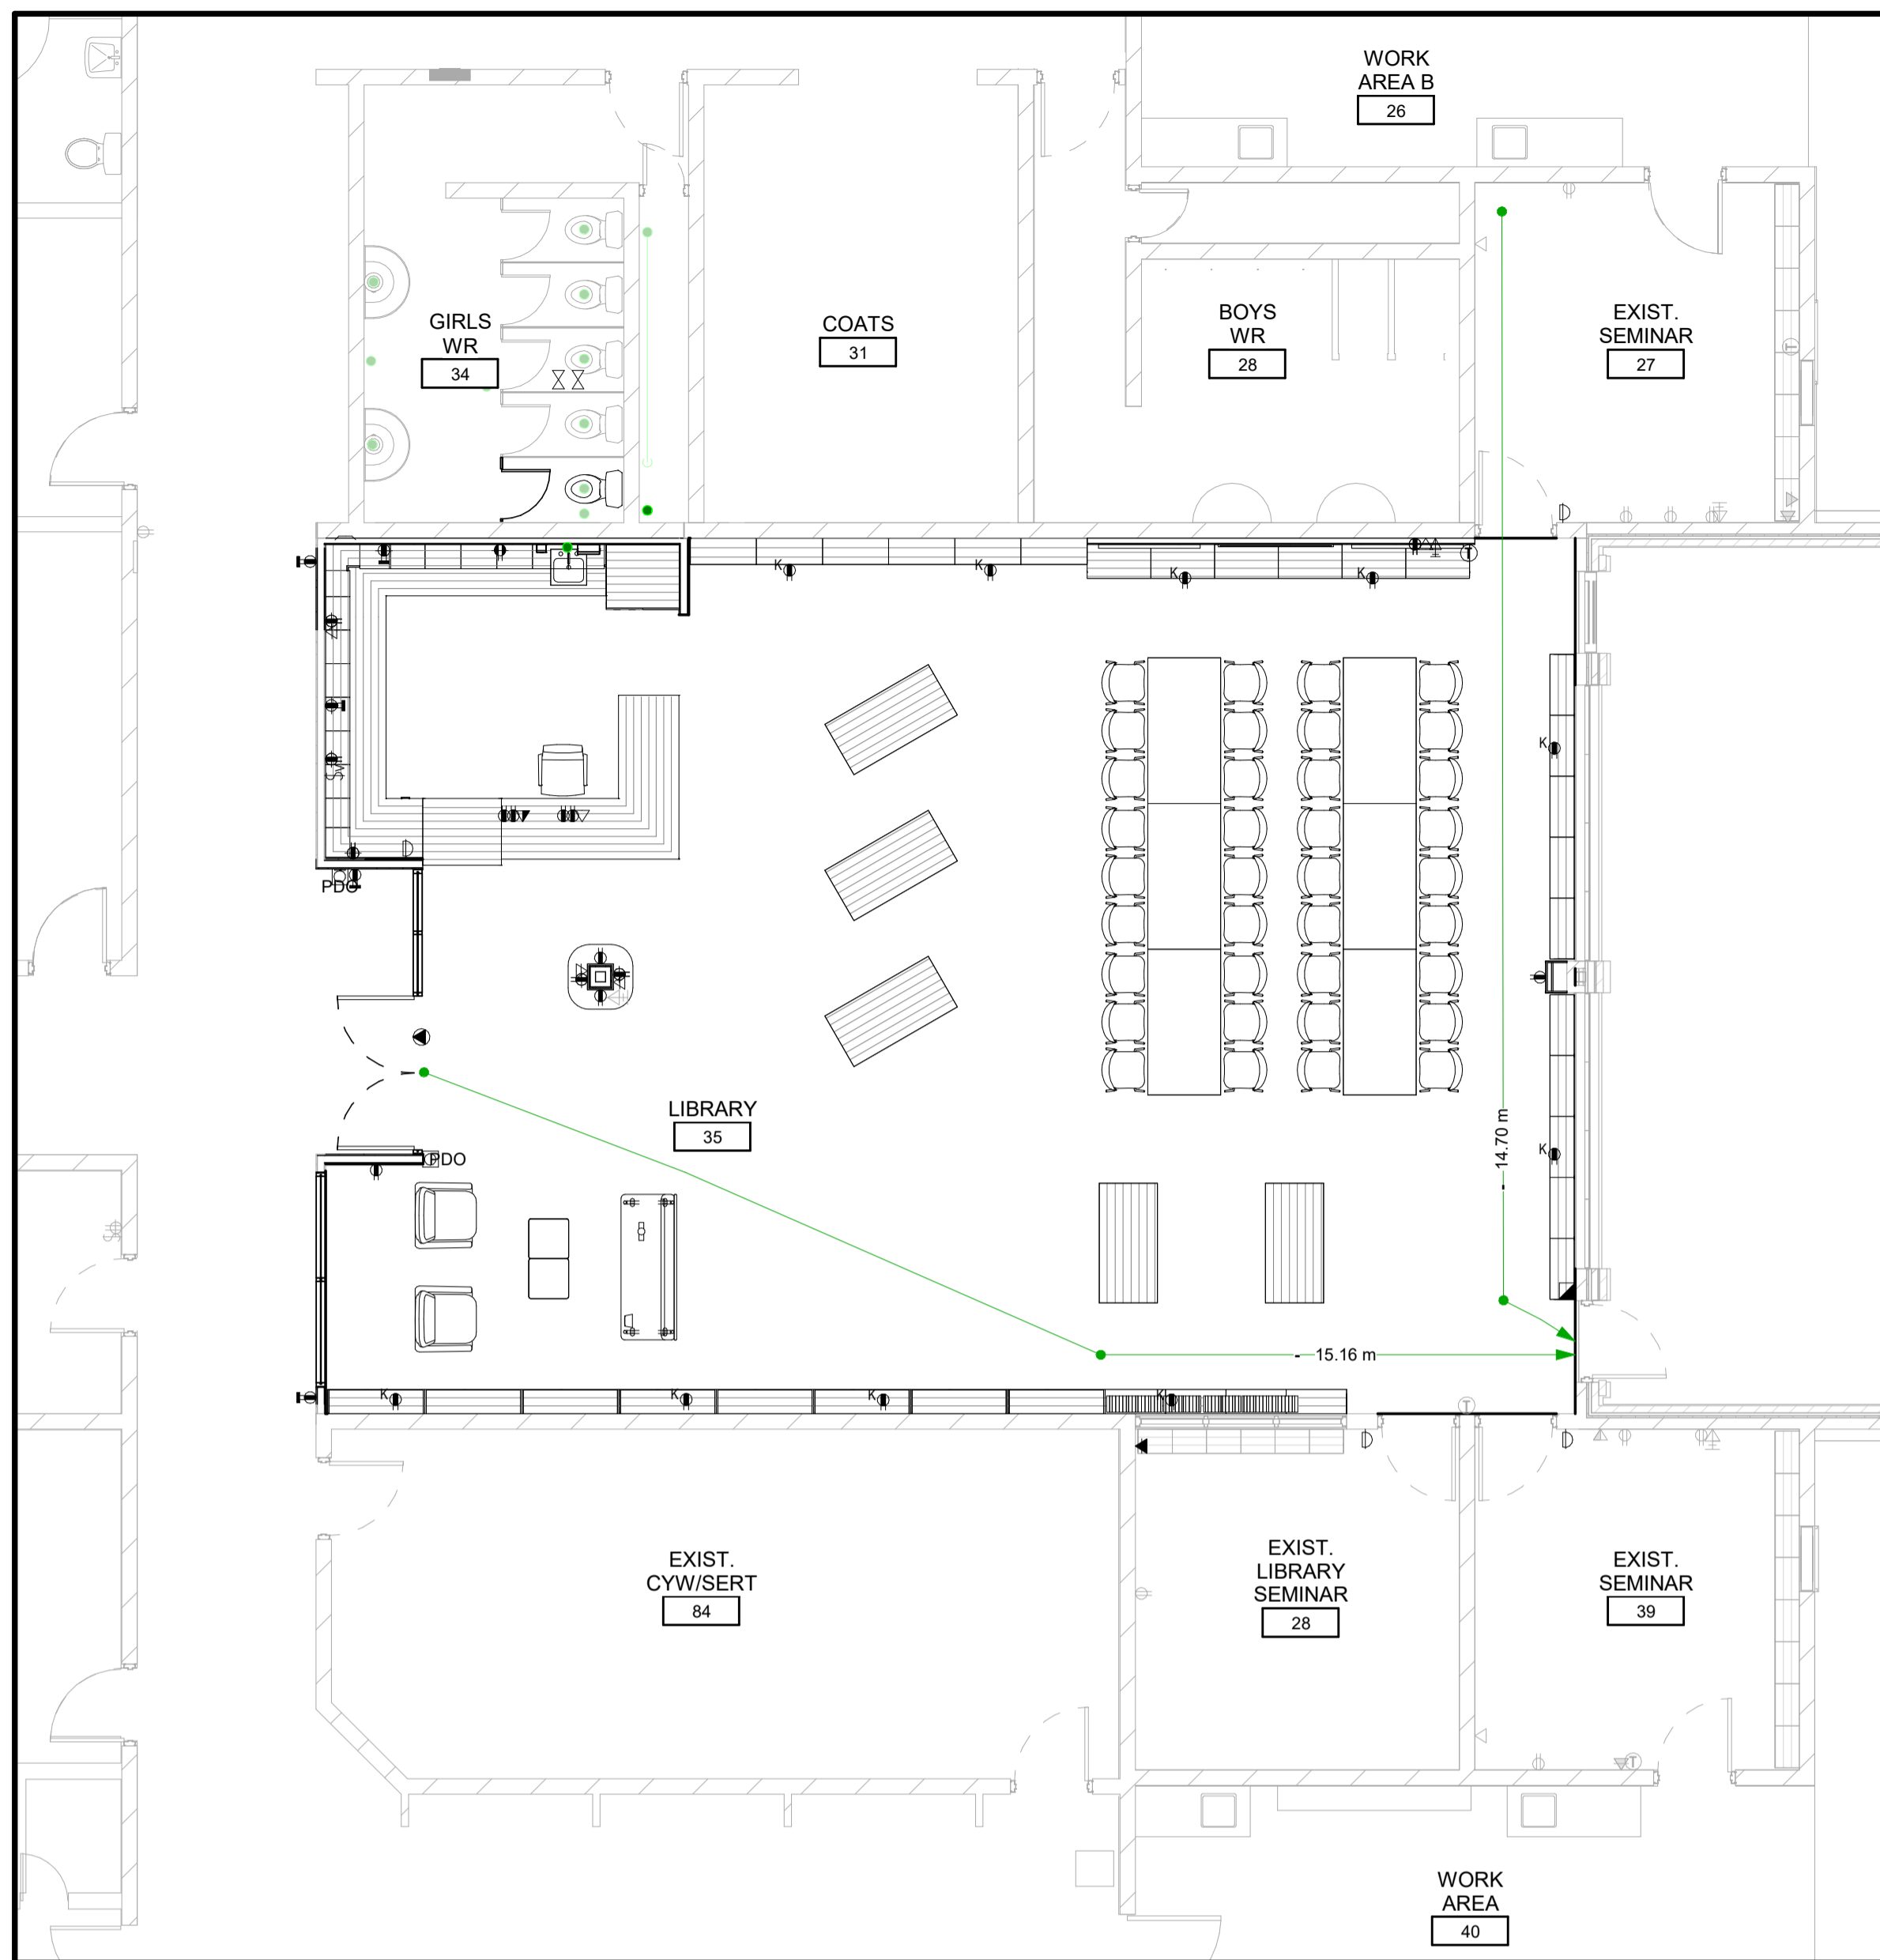 WORK
AREA B
26
GIRLS
WR
34
COATS
31
BOYS
WR
28
EXIST.
SEMINAR
27
T
K
K
K
K
T
K
SM
PDO
LIBRARY
35
14.70 m
K
PDO
15.16 m
K
K
K
K
T
EXIST.
CYW/SERT
84
EXIST.
LIBRARY
SEMINAR
28
EXIST.
SEMINAR
39
T
WORK
AREA
40